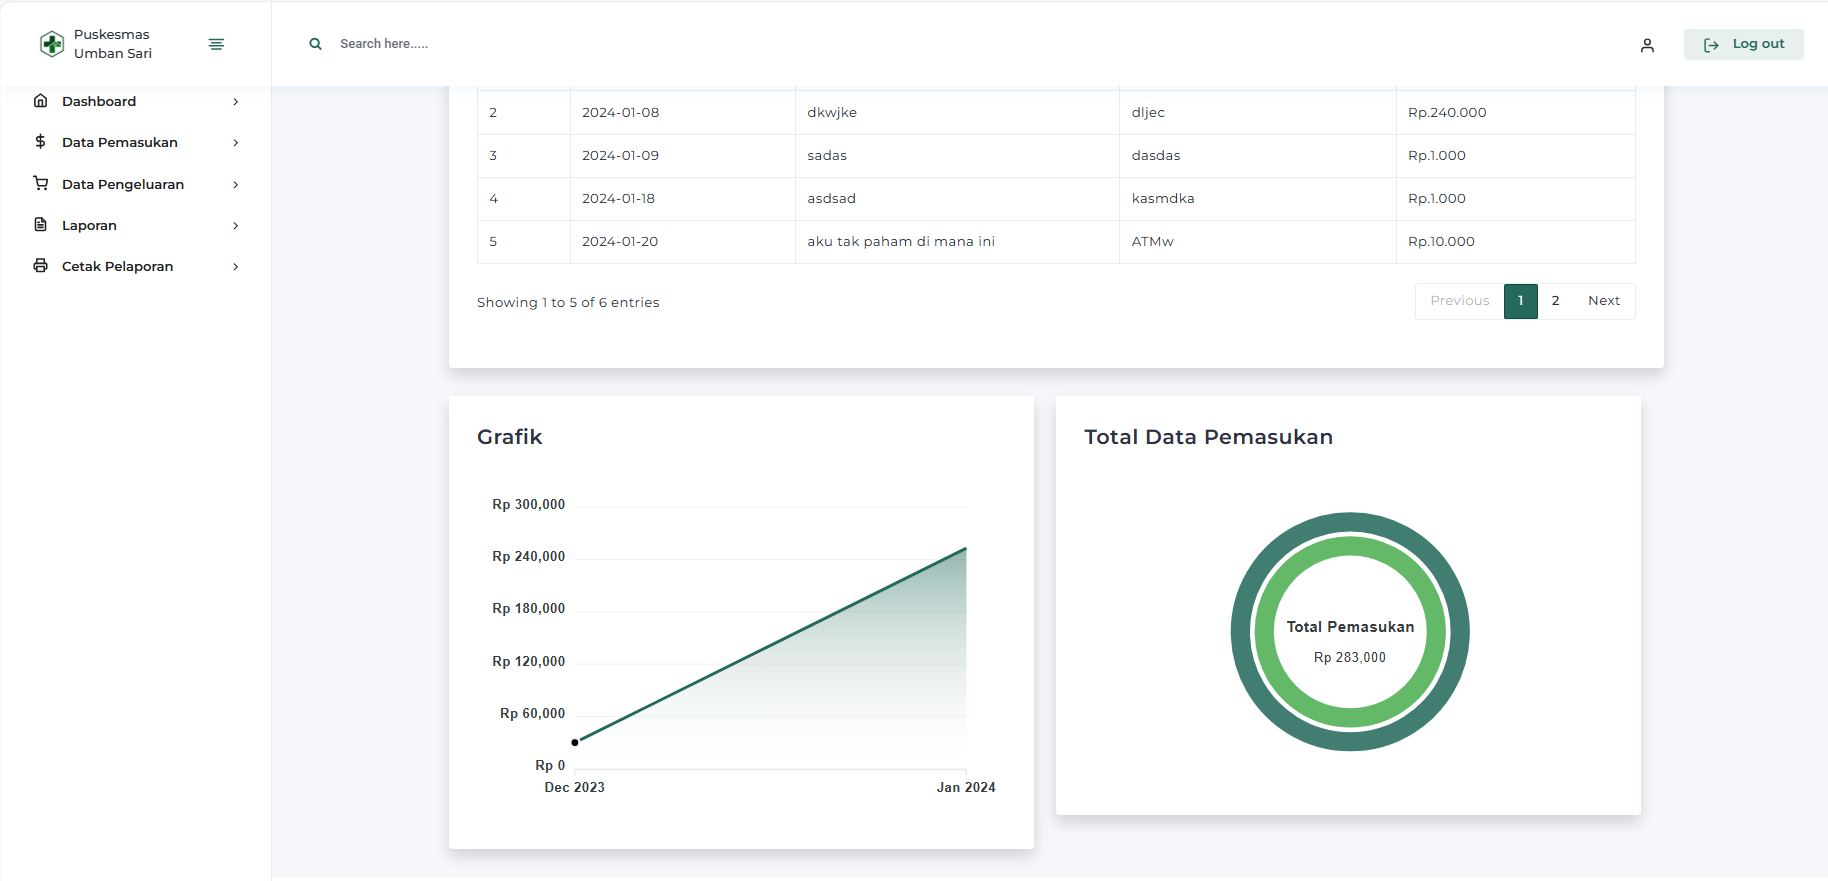 Puskesmas
Umban Sari
Search here.....
Log out
Dashboard
Data Pemasukan
Data Pengeluaran
Laporan
Cetak Pelaporan
2 2024-01-08 dkwjke dljec Rp.240.000
3 2024-01-09 sadas dasdas Rp.1.000
4 2024-01-18 asdsad kasmdka Rp.1.000
5 2024-01-20 aku tak paham di mana ini ATMw Rp.10.000
Showing 1 to 5 of 6 entries
Previous 1 2 Next
Grafik
Rp 300,000
Rp 240,000
Rp 180,000
Rp 120,000
Rp 60,000
Rp 0
Dec 2023 Jan 2024
Total Data Pemasukan
Total Pemasukan
Rp 283,000